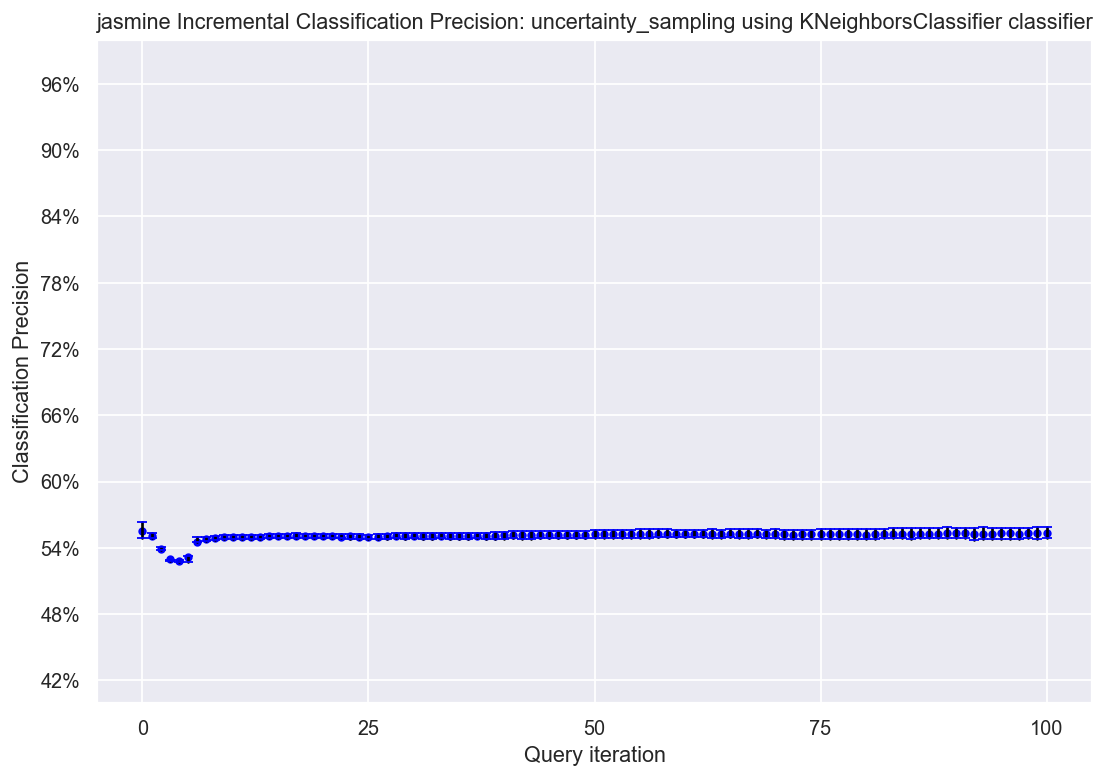 jasmine Incremental Classification Precision: uncertainty_sampling using KNeighborsClassifier classifier
96%
90%
84%
78%
72%
66%
60%
54%
48%
42%
Classification Precision
0 25 50 75 100
Query iteration